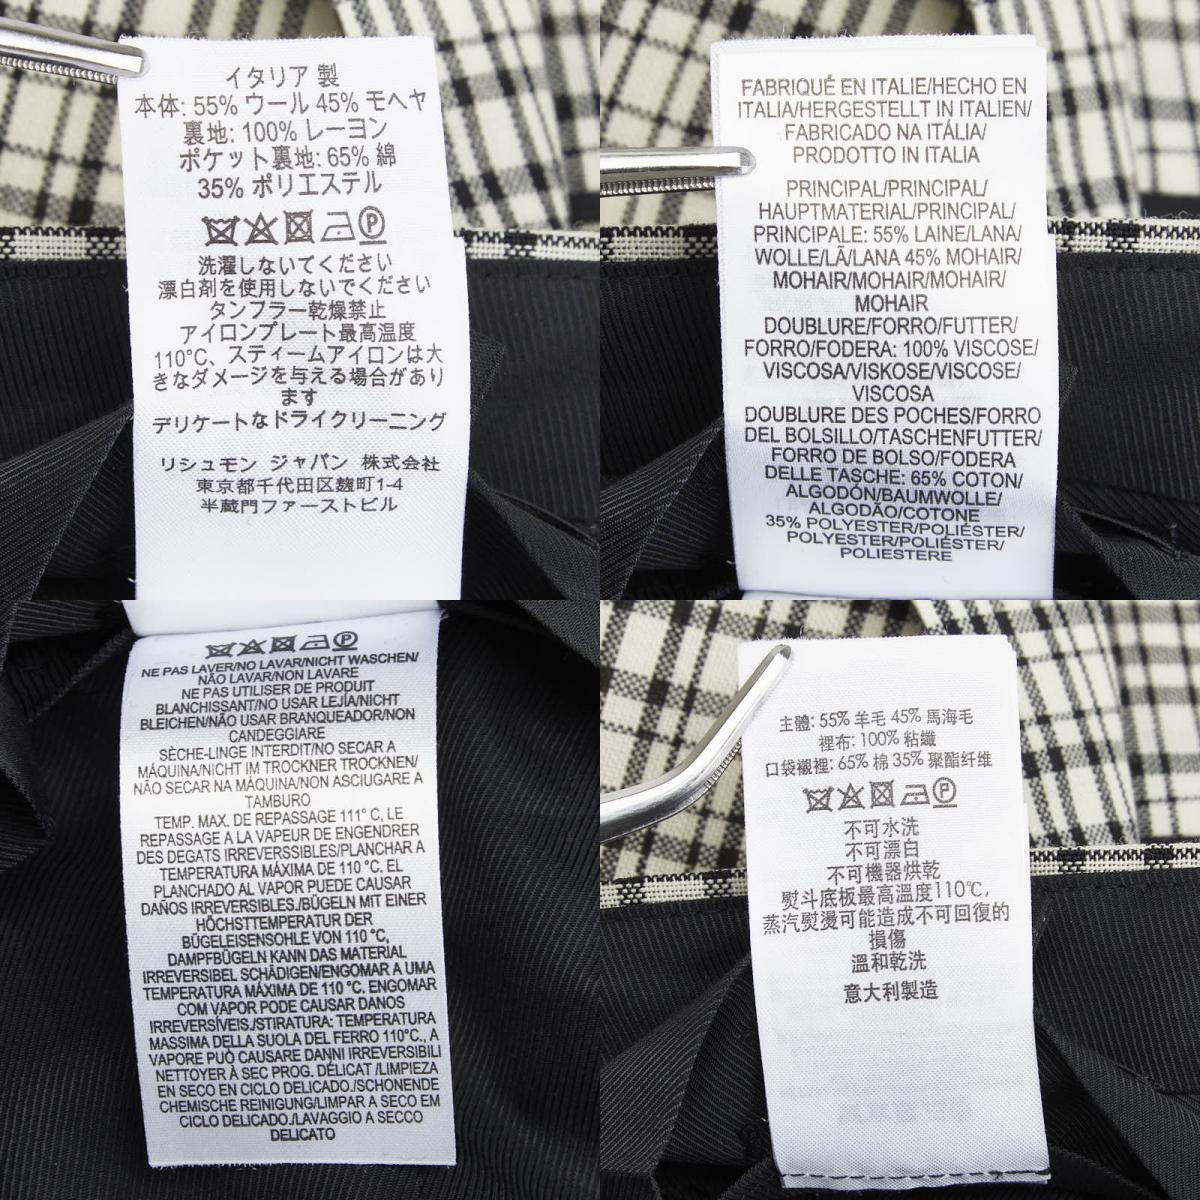 イタリア 製
本体: 55% ウール 45% モヘヤ
裏地: 100% レーヨン
ポケット裏地: 65% 綿
35% ポリエステル
洗濯しないてください
漂白剤を使用しないでください
タンブラー乾燥禁止
アイロンプレート最高温度
110°C、スティームアイロンは大
きなダメージを与える場合があり
ます
デリケートなドライクリーニング
リシュモン ジャパン 株式会社
東京都千代田区麹町1-4
半蔵門ファーストビル
FABRIQUÉ EN ITALIE/HECHO EN
ITALIA/HERGESTELLT IN ITALIEN/
FABRICADO NA ITÁLIA/
PRODOTTO IN ITALIA
PRINCIPAL/PRINCIPAL/
HAUPTMATERIAL/PRINCIPAL/
PRINCIPALE: 55% LAINE/LANA/
WOLLE/LÃ/LANA 45% MOHAIR/
MOHAIR/MOHAIR/MOHAIR/
MOHAIR
DOUBLURE/FORRO/FUTTER/
FORRO/FODERA: 100% VISCOSE/
VISCOSA/VISKOSE/VISCOSE/
VISCOSA
DOUBLURE DES POCHES/FORRO
DEL BOLSILLO/TASCHENFUTTER/
FORRO DE BOLSO/FODERA
DELLE TASCHE: 65% COTON/
ALGODÓN/BAUMWOLLE/
ALGODÃO/COTONE
35% POLYESTER/POLIÉSTER/
POLYESTER/POLIÉSTER/
POLIESTERE
NE PAS LAVER/NO LAVAR/NICHT WASCHEN/
NÃO LAVAR/NON LAVARE
NE PAS UTILISER DE PRODUIT
BLANCHISSANT/NO USAR LEJÍA/NICHT
BLEICHEN/NÃO USAR BRANQUEADOR/NON
CANDEGGIARE
SÈCHE-LINGE INTERDIT/NO SECAR A
MÁQUINA/NICHT IM TROCKNER TROCKNEN/
NÃO SECAR NA MÁQUINA/NON ASCIUGARE A
TAMBURO
TEMP. MAX. DE REPASSAGE 111° C, LE
REPASSAGE A LA VAPEUR DE ENGENDRER
DES DEGATS IRREVERSSIBLES/PLANCHAR A
TEMPERATURA MÁXIMA DE 110 °C. EL
PLANCHADO AL VAPOR PUEDE CAUSAR
DAÑOS IRREVERSIBLES./BÜGELN MIT EINER
HÖCHSTTEMPERATUR DER
BÜGELEISENSOHLE VON 110 °C,
DAMPFBÜGELN KANN DAS MATERIAL
IRREVERSIBEL SCHÄDIGEN/ENGOMAR A UMA
TEMPERATURA MÁXIMA DE 110 °C. ENGOMAR
COM VAPOR PODE CAUSAR DANOS
IRREVERSÍVEIS./STIRATURA: TEMPERATURA
MASSIMA DELLA SUOLA DEL FERRO 110°C., A
VAPORE PUÒ CAUSARE DANNI IRREVERSIBILI
NETTOYER À SEC PROG. DÉLICAT /LIMPIEZA
EN SECO EN CICLO DELICADO./SCHONENDE
CHEMISCHE REINIGUNG/LIMPAR A SECO EM
CICLO DELICADO./LAVAGGIO A SECCO
DELICATO
主體: 55% 羊毛 45% 馬海毛
裡布: 100% 粘纖
口袋襯裡: 65% 棉 35% 聚酯纤维
不可水洗
不可漂白
不可機器烘乾
熨斗底板最高溫度110°C,
蒸汽熨燙可能造成不可回復的
損傷
溫和乾洗
意大利製造